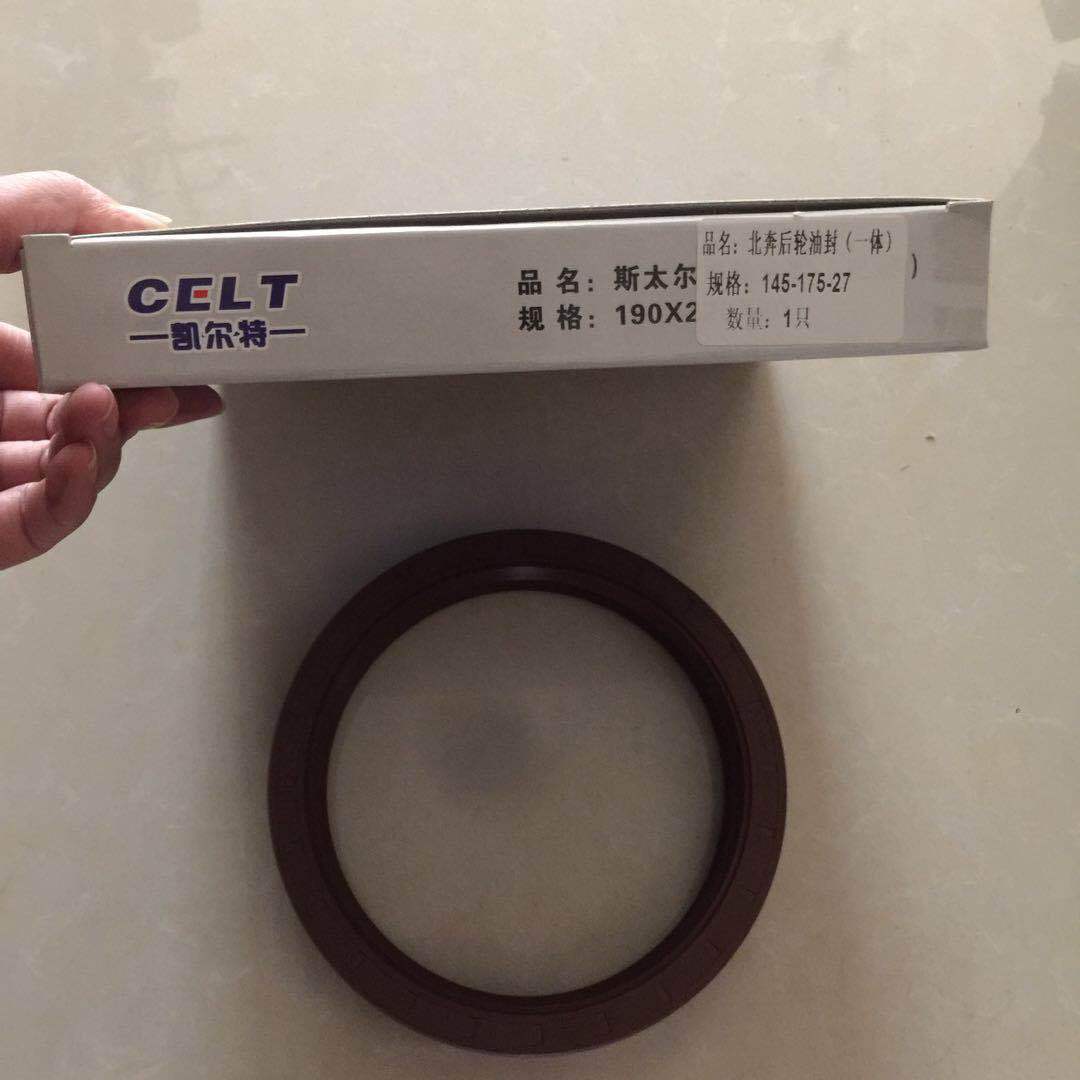 CELT
凯·尔·特
品 名：斯太尔
规 格：190X2
)
品名：北奔后轮油封（一体）
规格：145-175-27
数量：1只